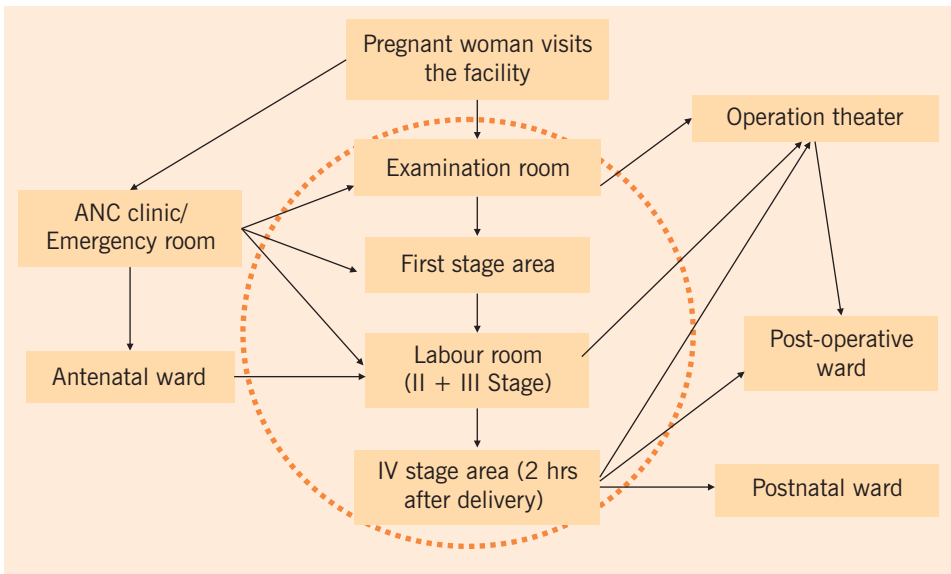 Pregnant woman visits
the facility
Operation theater
Examination room
ANC clinic/
Emergency room
First stage area
Labour room
(II + III Stage)
Post-operative
ward
Antenatal ward
IV stage area (2 hrs
after delivery)
Postnatal ward